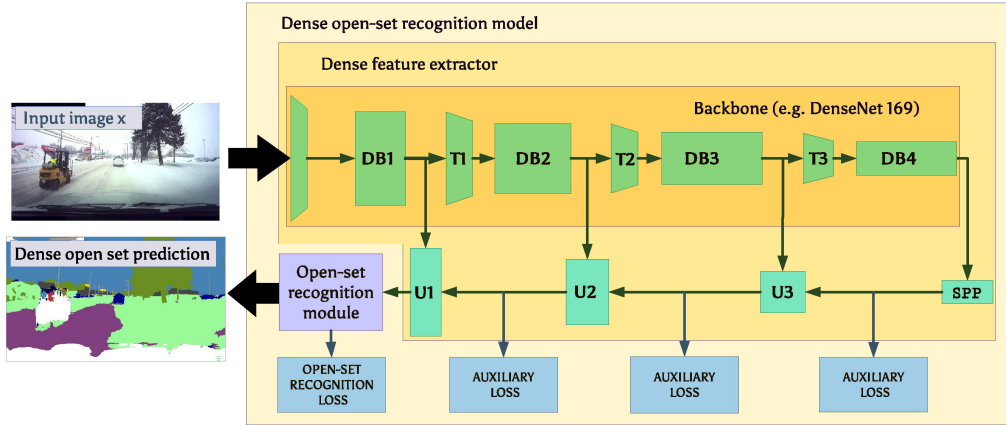 Dense open-set recognition model
Dense feature extractor
Backbone (e.g. DenseNet 169)
Input image x
DB1
T1
DB2
T2
DB3
T3
DB4
Dense open set prediction
Open-set
recognition
module
U1
U2
U3
SPP
OPEN-SET
RECOGNITION
LOSS
AUXILIARY
LOSS
AUXILIARY
LOSS
AUXILIARY
LOSS